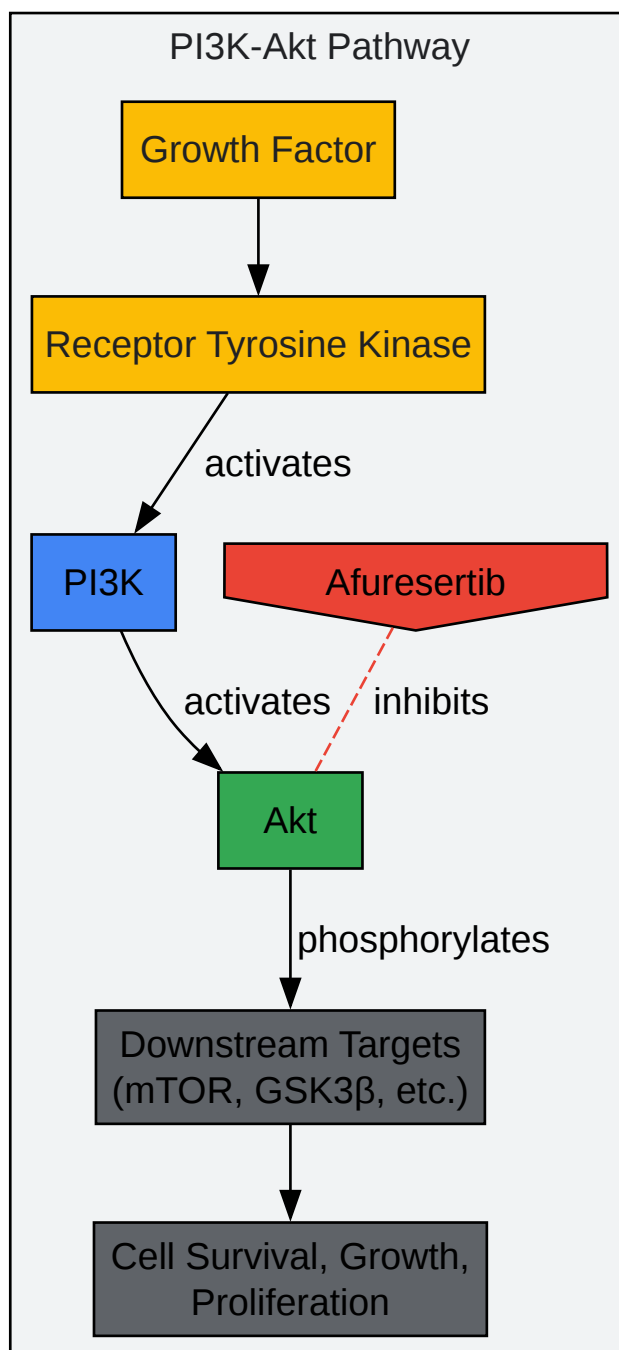 PI3K-Akt Pathway
Growth Factor
Receptor Tyrosine Kinase
activates
PI3K
Afuresertib
activates
inhibits
Akt
phosphorylates
Downstream Targets
(mTOR, GSK3β, etc.)
Cell Survival, Growth,
Proliferation